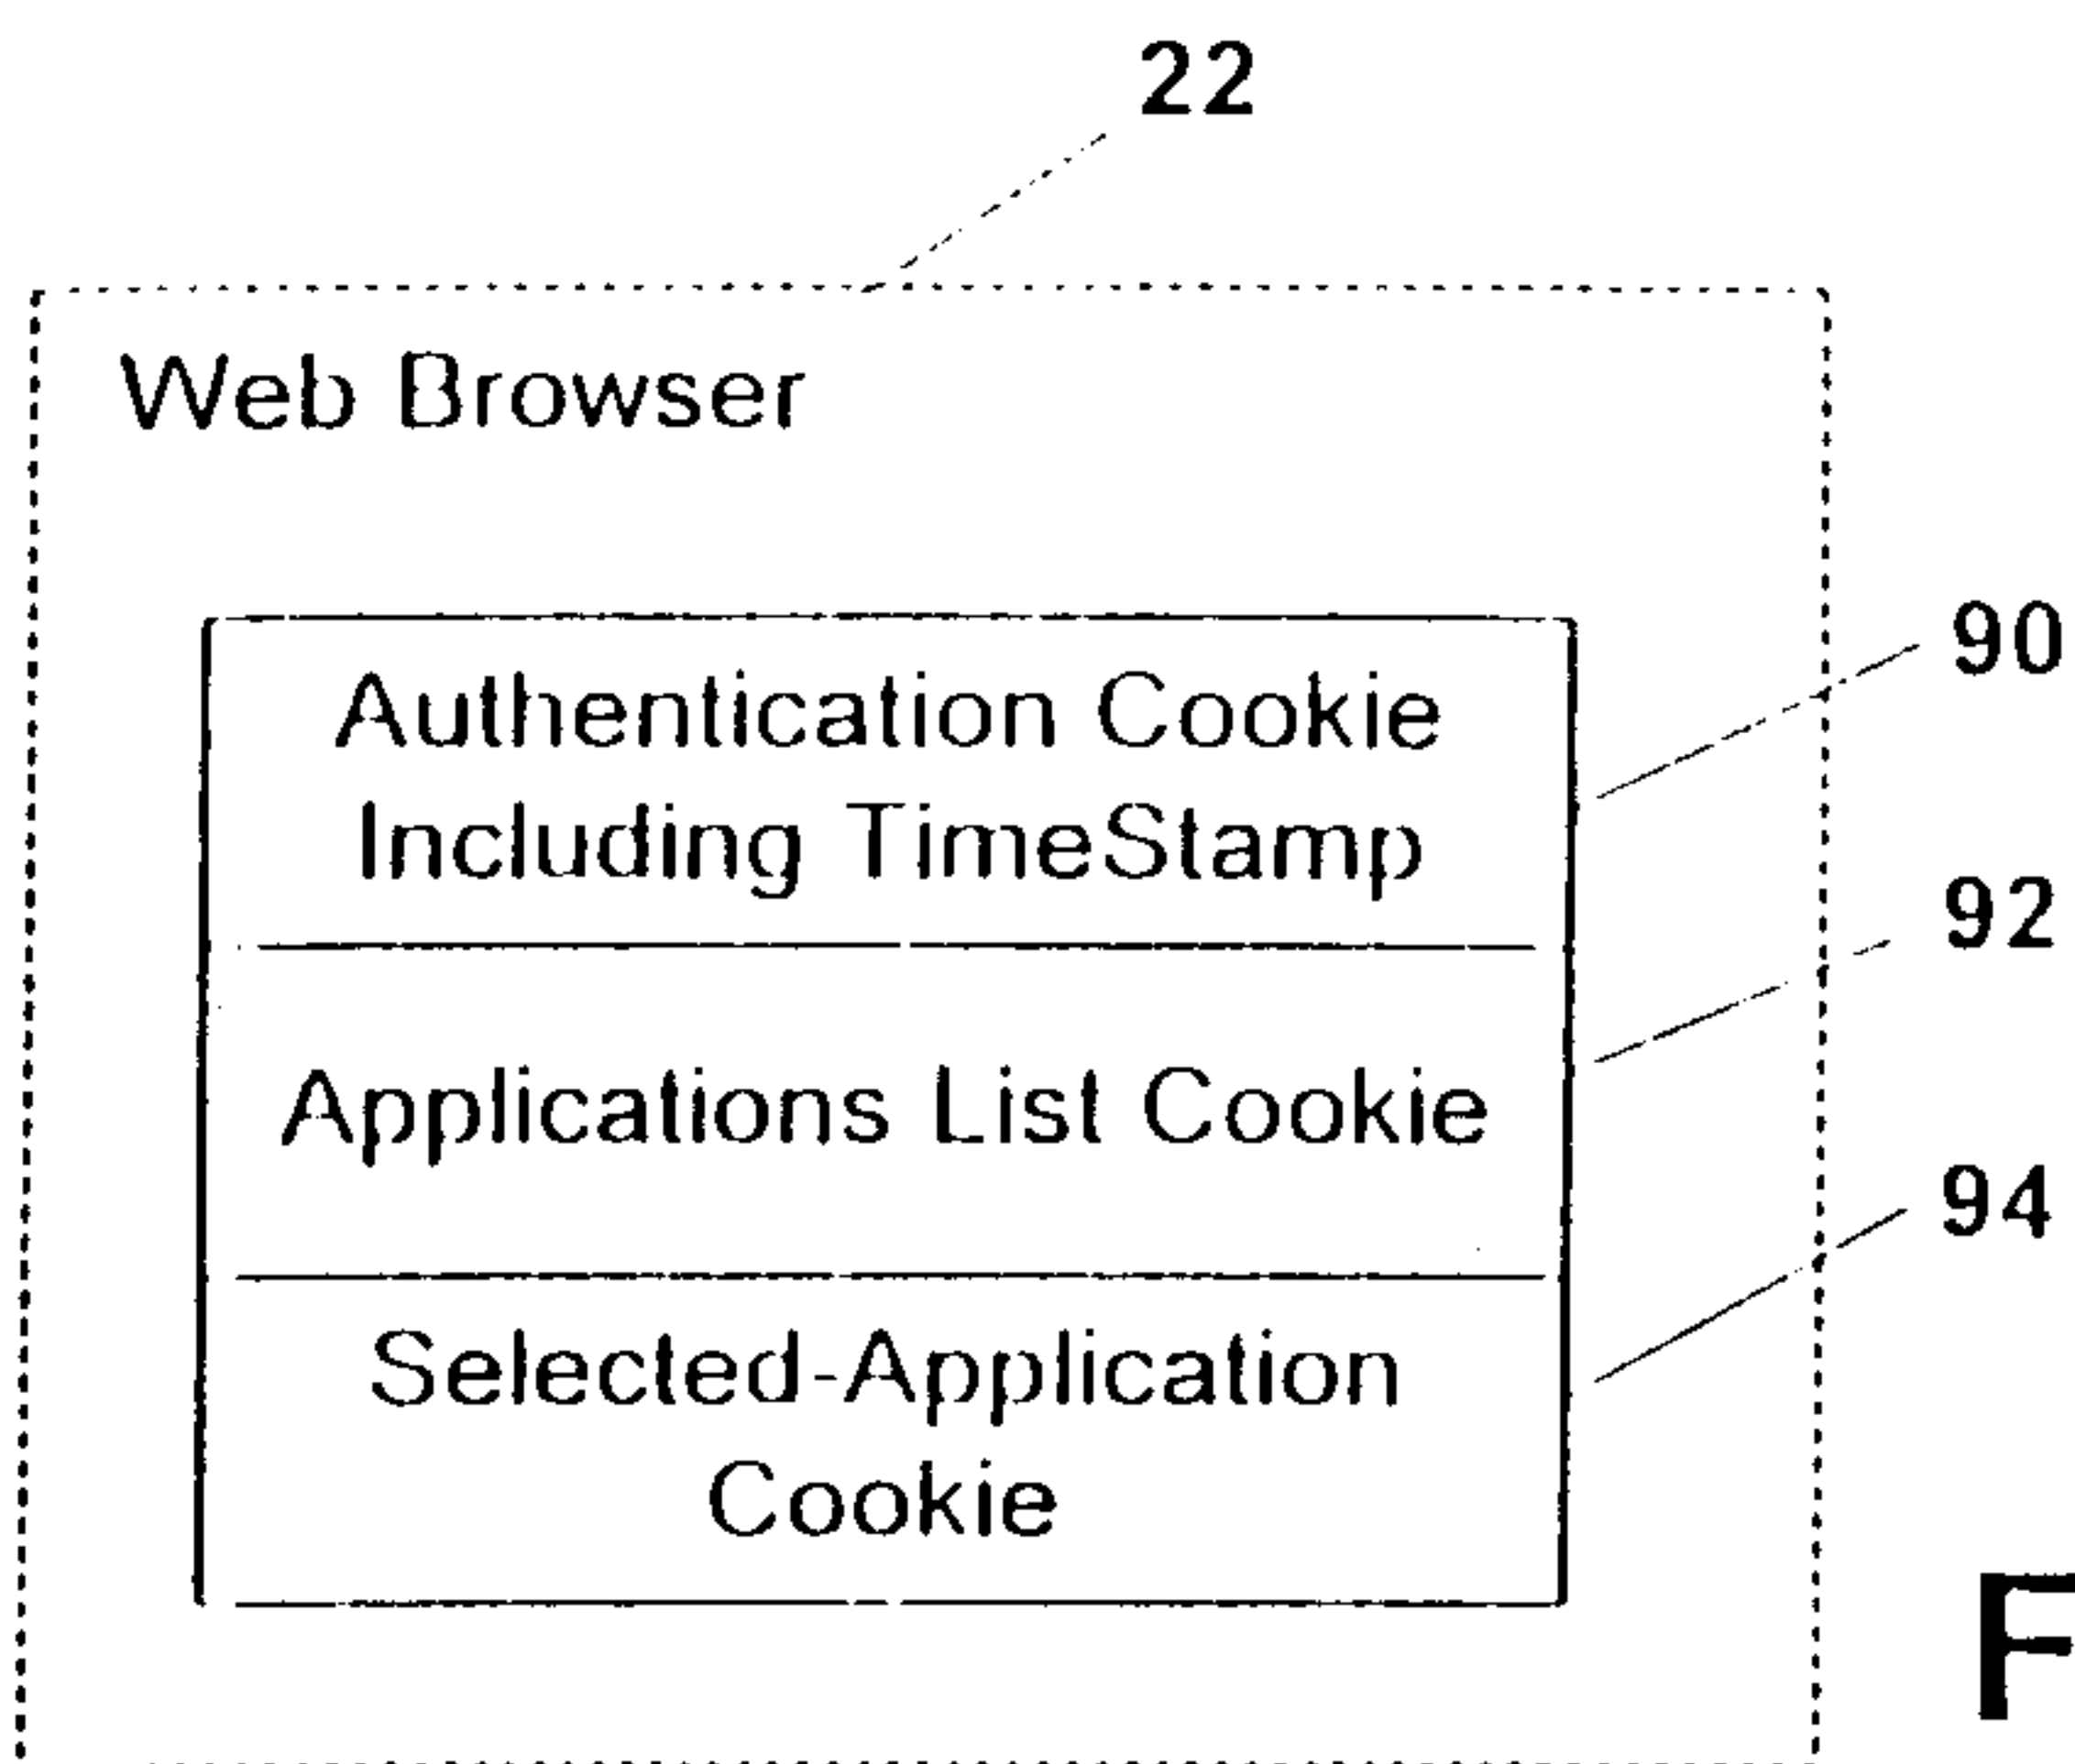 22
Web Browser
Authentication Cookie
Including TimeStamp
90
92
Applications List Cookie
94
Selected-Application
Cookie
F